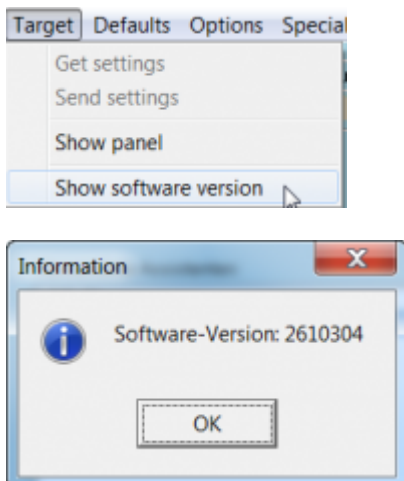 Target Defaults Options Special
Get settings
Send settings
Show panel
Show software version
Information
Software-Version: 2610304
OK